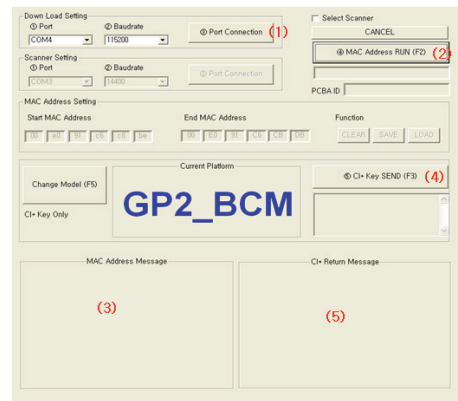 Down Load Setting
① Port
② Baudrate
COM4
115200
③ Port Connection (1)
Select Scanner
CANCEL
④ MAC Address RUN (F2) (2)
Scanner Setting
① Port
② Baudrate
COM3
14400
② Port Connection
PCBA ID
MAC Address Setting
Start MAC Address
End MAC Address
Function
00 e0 91 c6 c8 be
00 E0 91 C6 CB DB
CLEAR SAVE LOAD
Change Model (F5)
CI+ Key Only
Current Platform
GP2_BCM
⑤ CI+ Key SEND (F3) (4)
MAC Address Message
CI+ Return Message
(3)
(5)